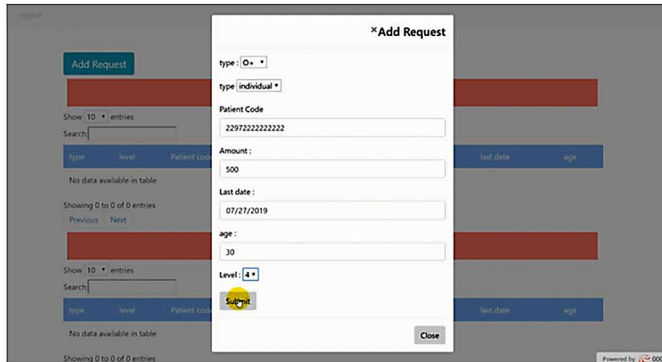 ×Add Request
type : O+
type individual
Patient Code
22972222222222
Amount :
500
Last date :
07/27/2019
age :
30
Level : 4
Submit
Close
Add Request
Show 10 entries
Search:
type level Patient code last date age
No data available in table
Showing 0 to 0 of 0 entries
Previous Next
Show 10 entries
Search:
type level Patient code last date age
No data available in table
Showing 0 to 0 of 0 entries
Powered by